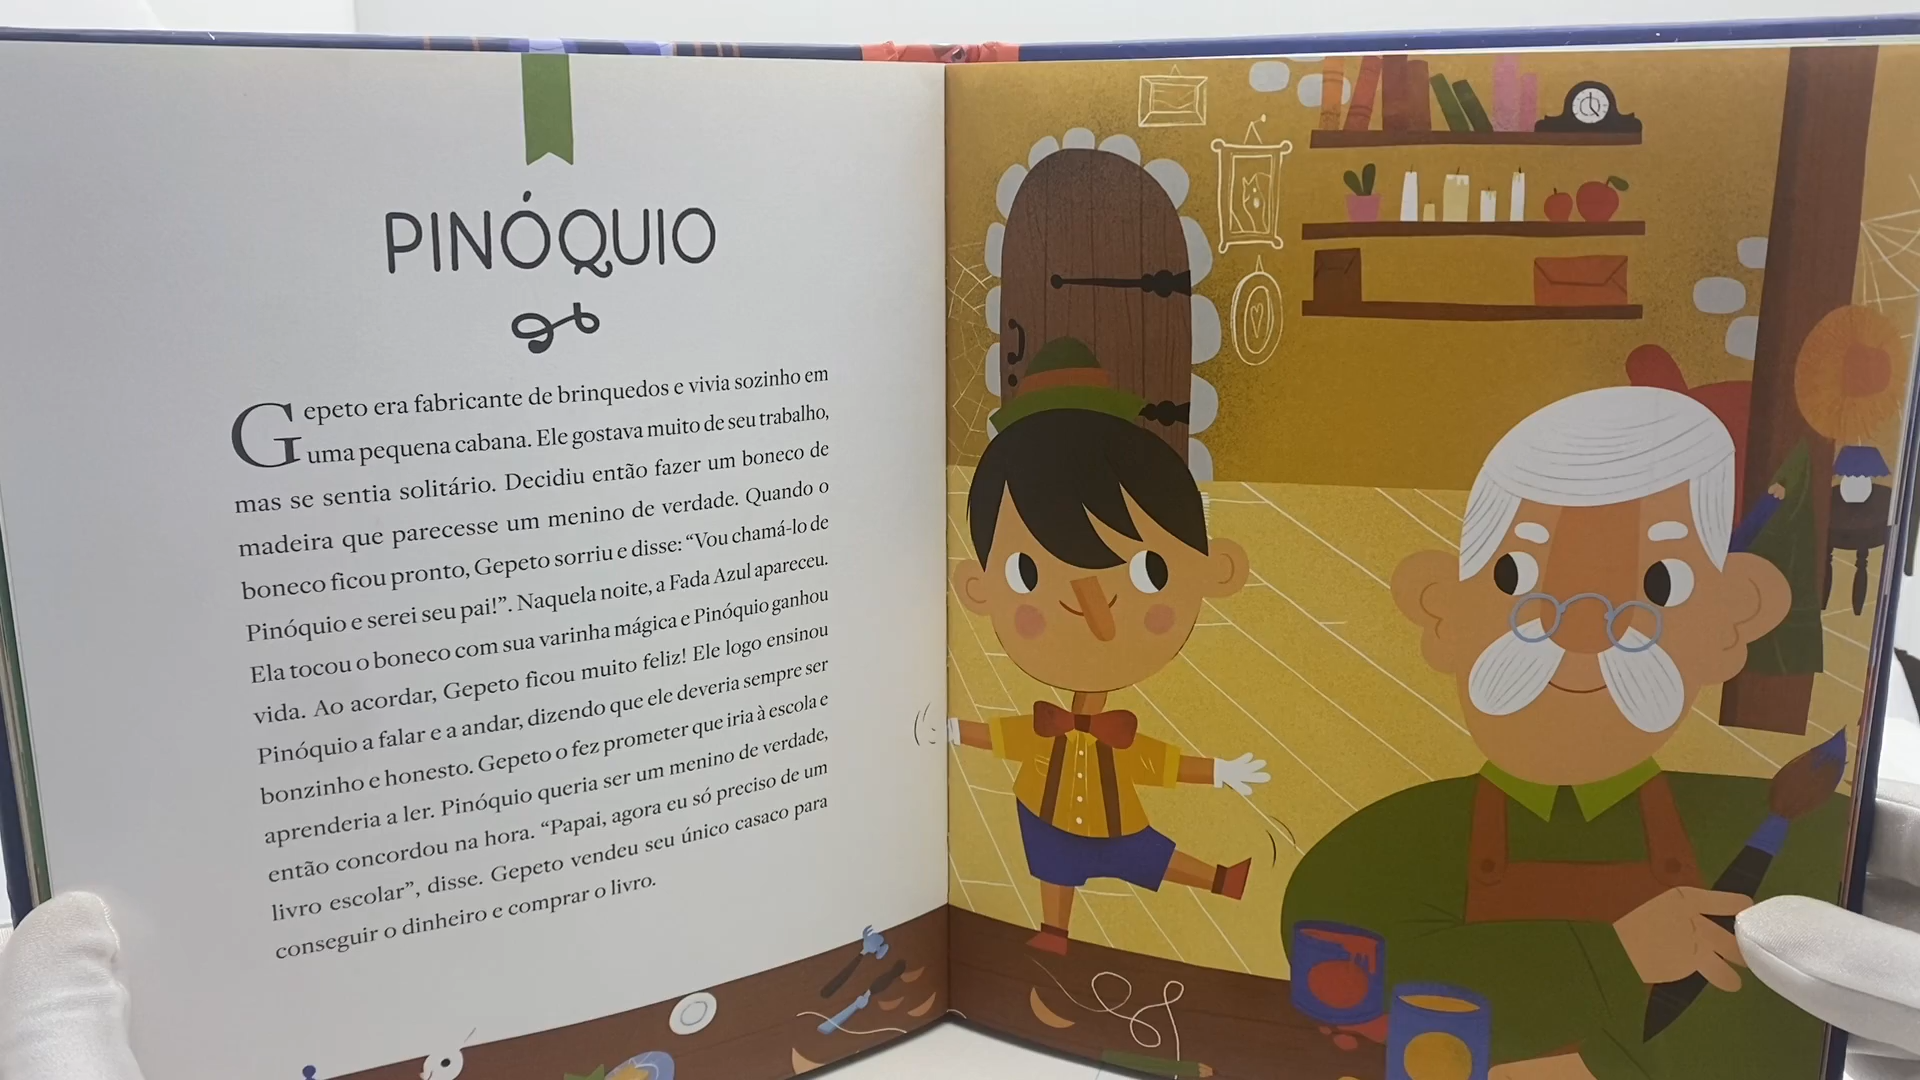 PINÓQUIO
Gepeto era fabricante de brinquedos e vivia sozinho em
uma pequena cabana. Ele gostava muito de seu trabalho,
mas se sentia solitário. Decidiu então fazer um boneco de
madeira que parecesse um menino de verdade. Quando o
boneco ficou pronto, Gepeto sorriu e disse: “Vou chamá-lo de
Pinóquio e serei seu pai!”. Naquela noite, a Fada Azul apareceu.
Ela tocou o boneco com sua varinha mágica e Pinóquio ganhou
vida. Ao acordar, Gepeto ficou muito feliz! Ele logo ensinou
Pinóquio a falar e a andar, dizendo que ele deveria sempre ser
bonzinho e honesto. Gepeto o fez prometer que iria à escola e
aprenderia a ler. Pinóquio queria ser um menino de verdade,
então concordou na hora. “Papai, agora eu só preciso de um
livro escolar”, disse. Gepeto vendeu seu único casaco para
conseguir o dinheiro e comprar o livro.